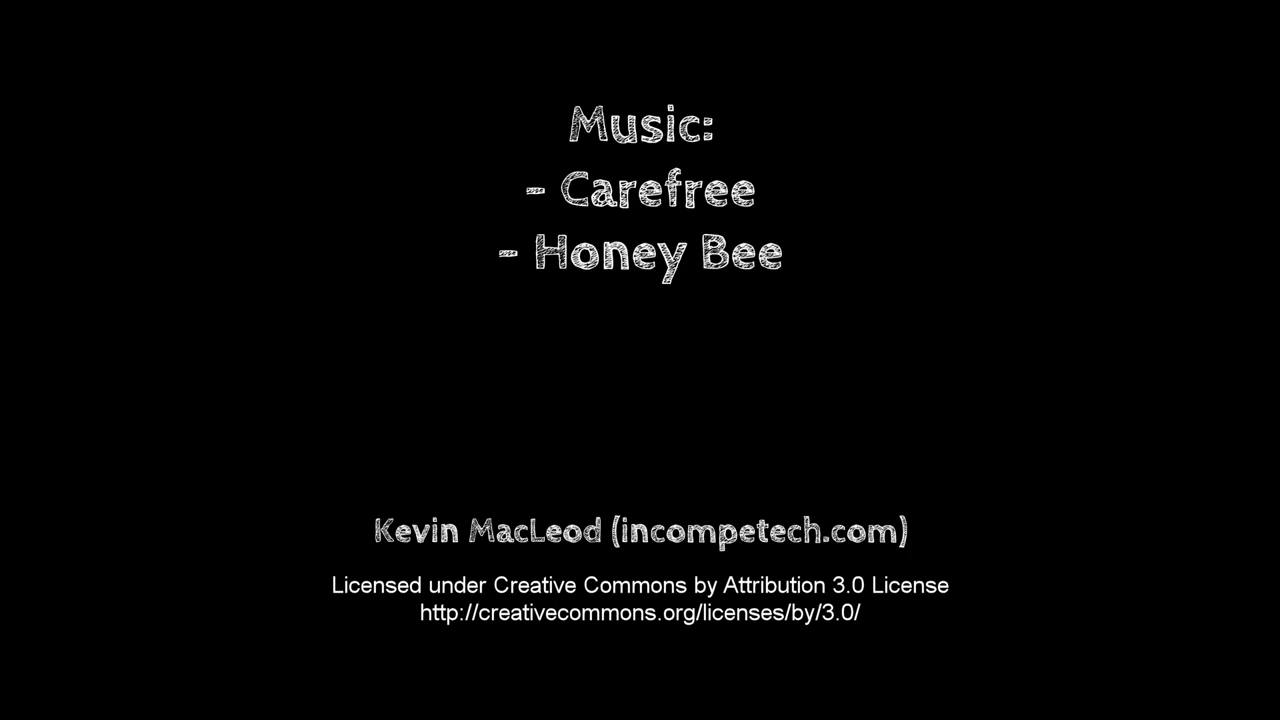 Music:
- Carefree
- Honey Bee
Kevin MacLeod (incompetech.com)
Licensed under Creative Commons by Attribution 3.0 License
http://creativecommons.org/licenses/by/3.0/